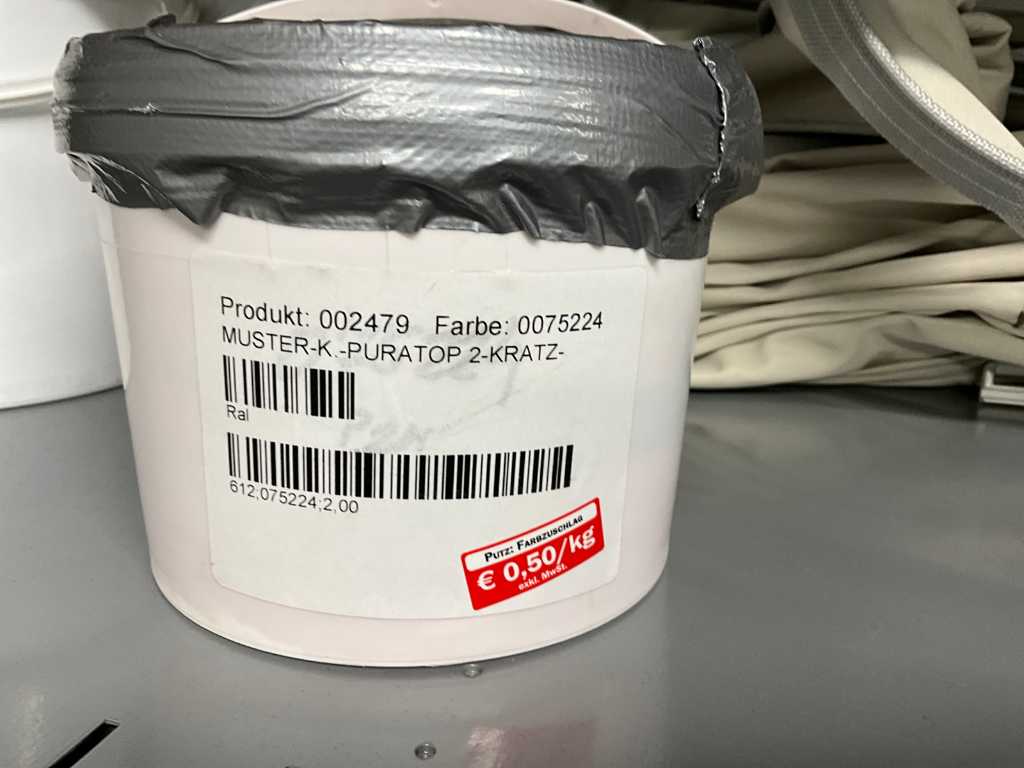 Produkt: 002479 Farbe: 0075224
MUSTER-K.-PURATOP 2-KRATZ-
Ral
612;075224;2,00
PUTZ: FARBZUSCHLAG
€ 0,50/kg
exkl. MwSt.